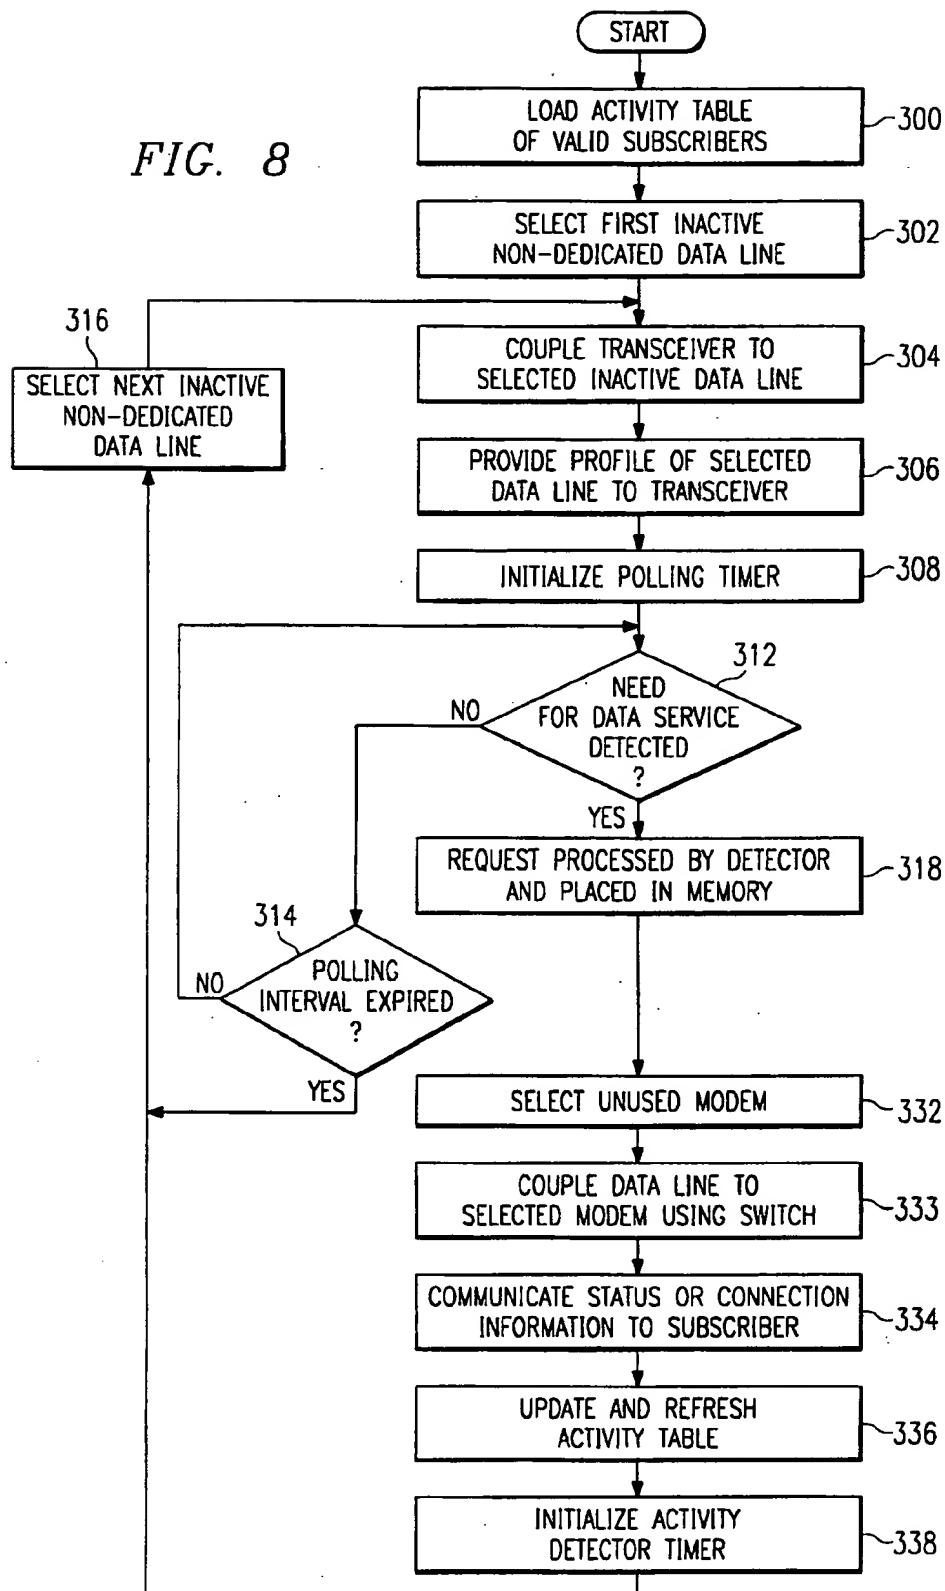 START
FIG. 8
LOAD ACTIVITY TABLE
OF VALID SUBSCRIBERS
300
SELECT FIRST INACTIVE
NON-DEDICATED DATA LINE
302
316
SELECT NEXT INACTIVE
NON-DEDICATED
DATA LINE
COUPLE TRANSCEIVER TO
SELECTED INACTIVE DATA LINE
304
PROVIDE PROFILE OF SELECTED
DATA LINE TO TRANSCEIVER
306
INITIALIZE POLLING TIMER
308
312
NEED
FOR DATA SERVICE
DETECTED
?
NO
YES
REQUEST PROCESSED BY DETECTOR
AND PLACED IN MEMORY
318
314
POLLING
INTERVAL EXPIRED
?
NO
YES
SELECT UNUSED MODEM
332
COUPLE DATA LINE TO
SELECTED MODEM USING SWITCH
333
COMMUNICATE STATUS OR CONNECTION
INFORMATION TO SUBSCRIBER
334
UPDATE AND REFRESH
ACTIVITY TABLE
336
INITIALIZE ACTIVITY
DETECTOR TIMER
338